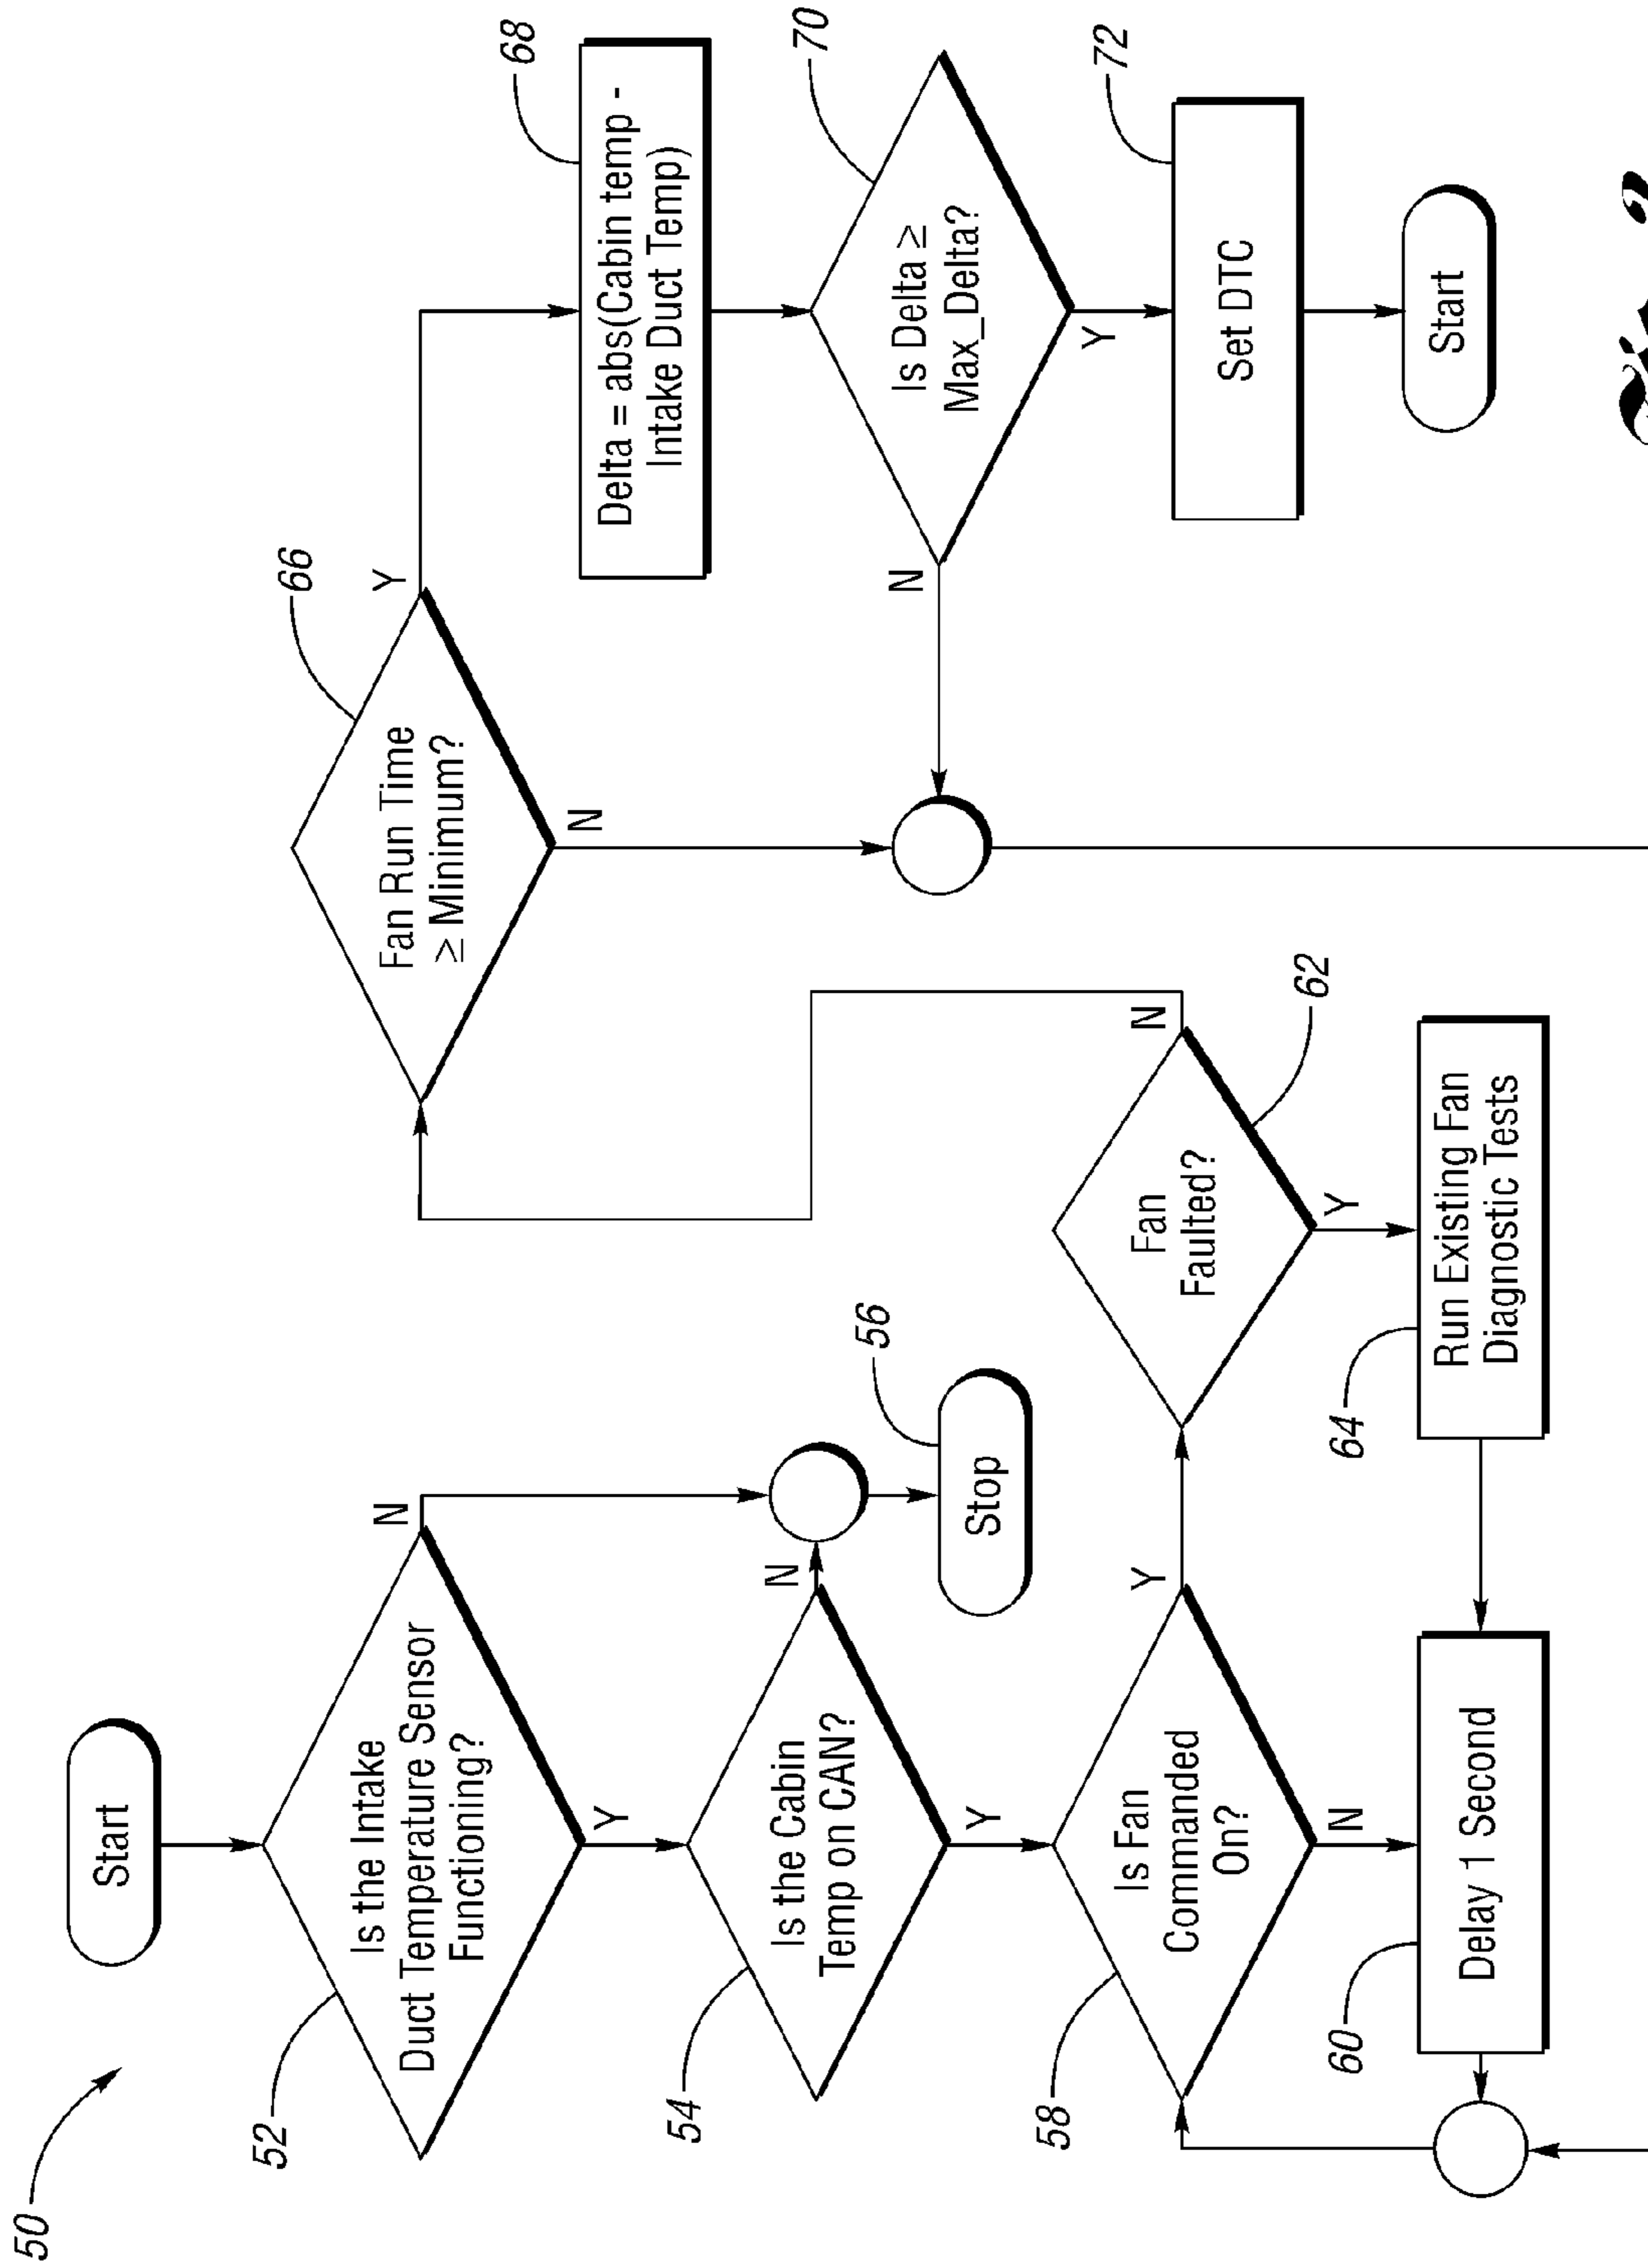 50
Start
52
Is the Intake
Duct Temperature Sensor
Functioning?
N
Y
54
Is the Cabin
Temp on CAN?
N
Y
56
Stop
58
Is Fan
Commanded
On?
Y
N
60
Delay 1 Second
62
Fan
Faulted?
N
Y
64
Run Existing Fan
Diagnostic Tests
66
Fan Run Time
≥ Minimum?
Y
N
68
Delta = abs(Cabin temp -
Intake Duct Temp)
70
Is Delta ≥
Max_Delta?
N
Y
72
Set DTC
Start